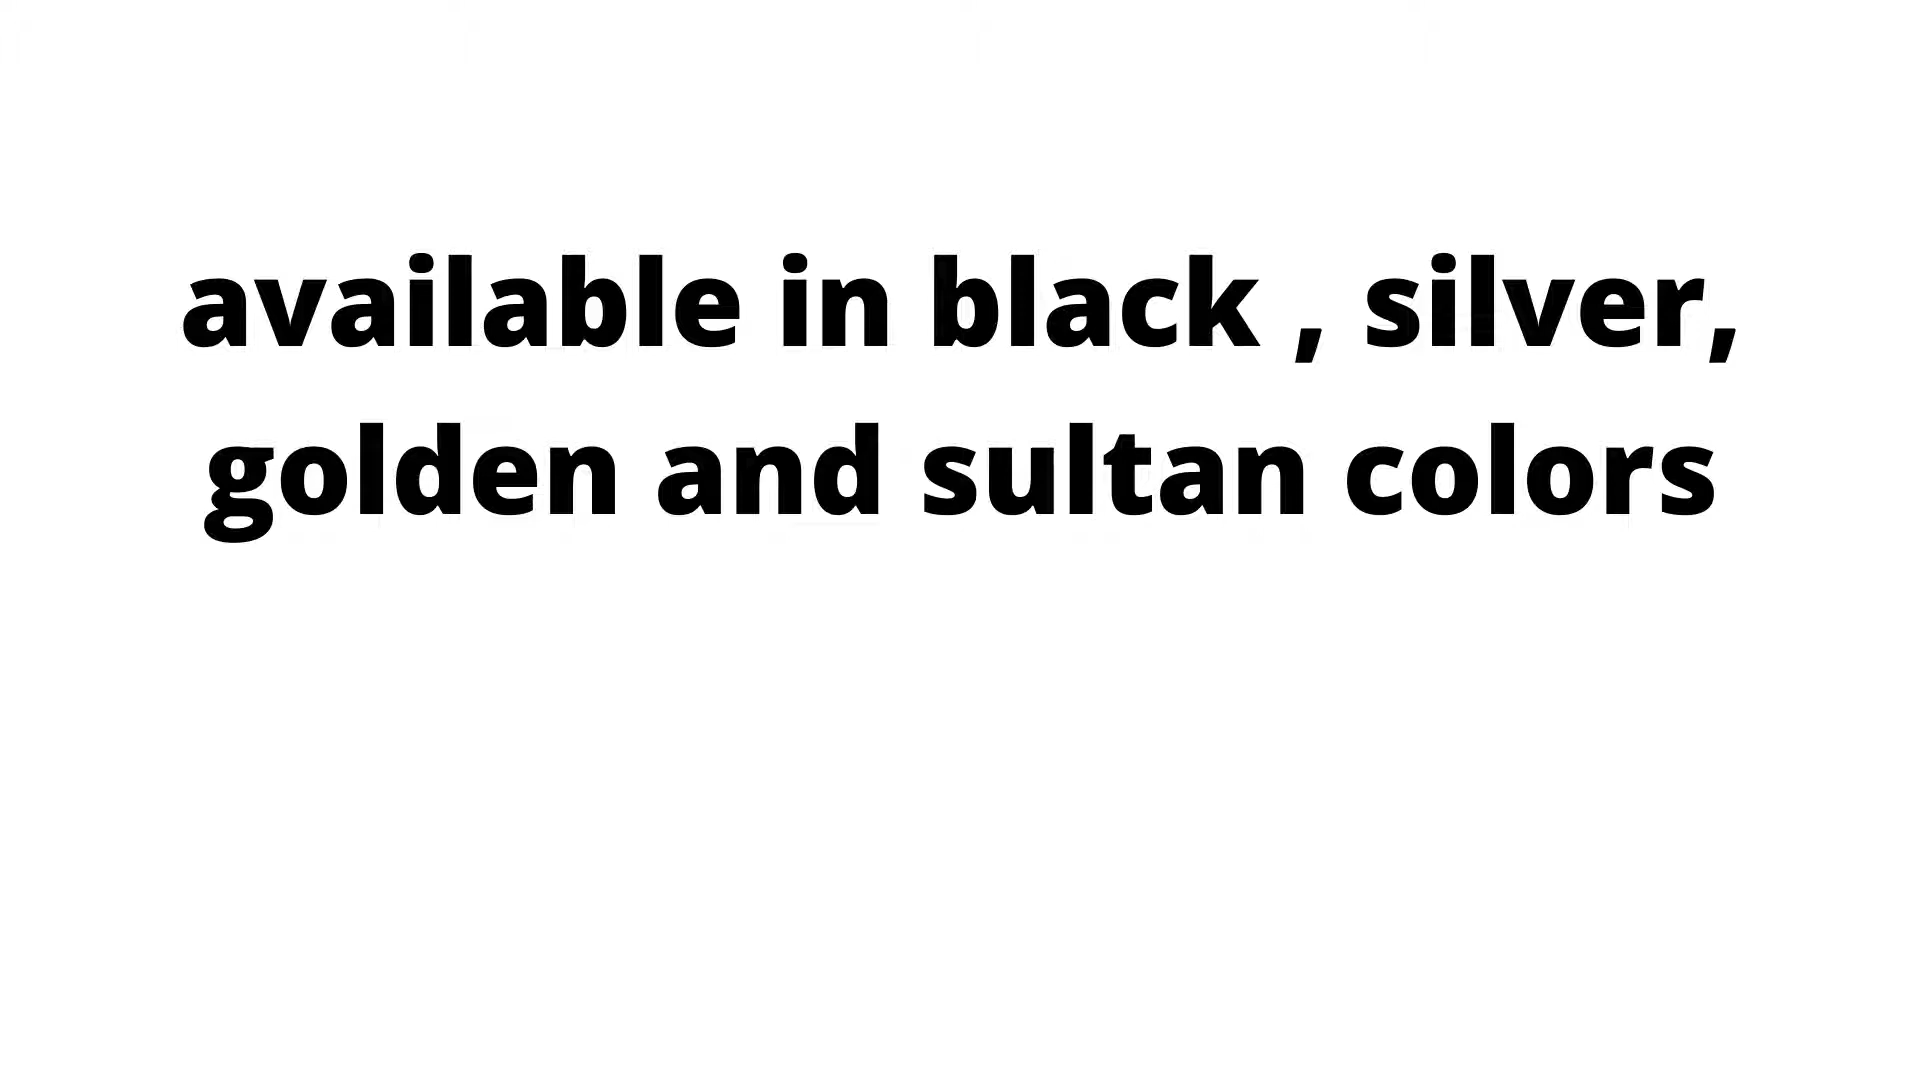 available in black , silver,
golden and sultan colors